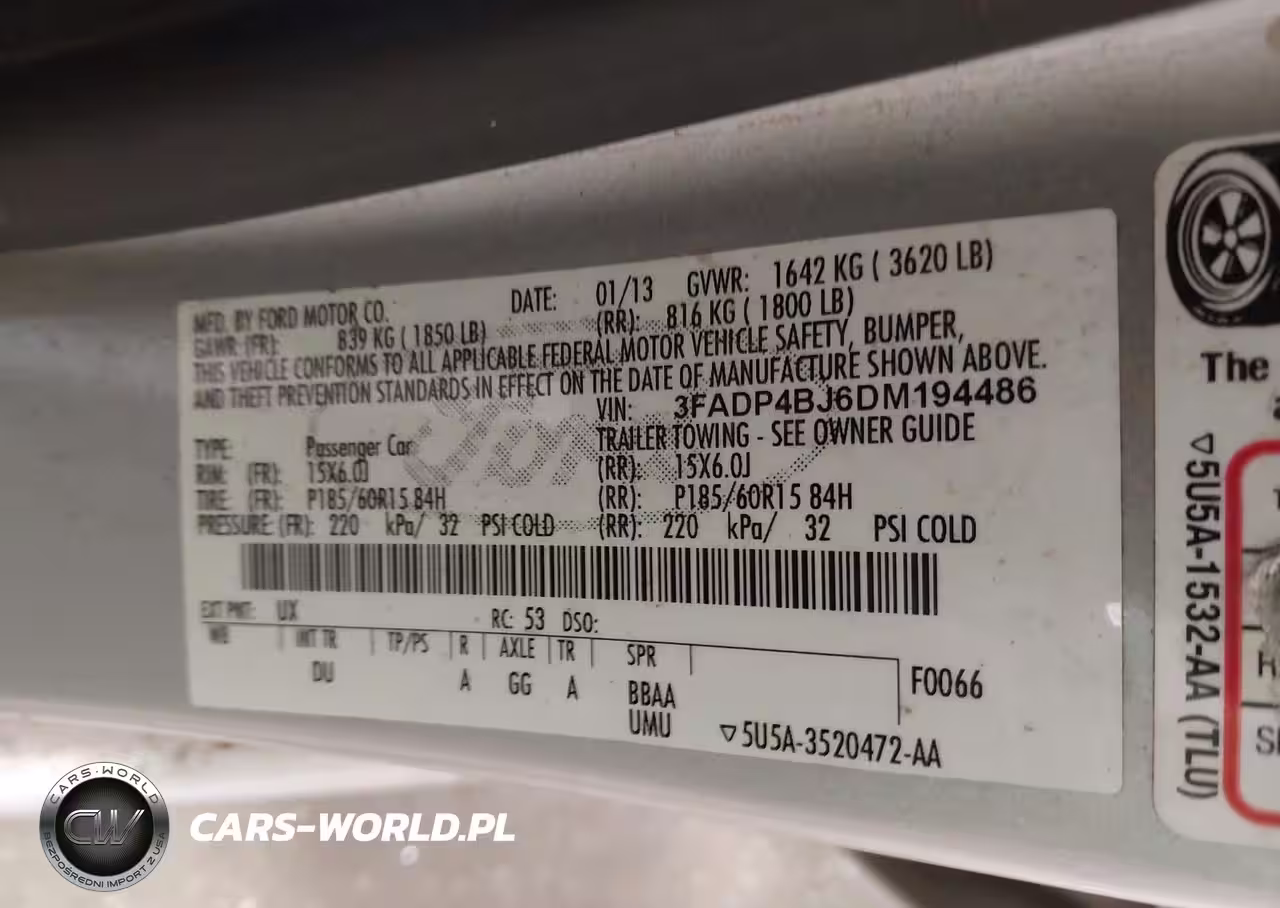 MFD. BY FORD MOTOR CO. DATE: 01/13 GVWR: 1642 KG ( 3620 LB)
GAWR (FR): 839 KG ( 1850 LB) (RR): 816 KG ( 1800 LB)
THIS VEHICLE CONFORMS TO ALL APPLICABLE FEDERAL MOTOR VEHICLE SAFETY, BUMPER,
AND THEFT PREVENTION STANDARDS IN EFFECT ON THE DATE OF MANUFACTURE SHOWN ABOVE.
VIN: 3FADP4BJ6DM194486
TYPE: Passenger Car TRAILER TOWING - SEE OWNER GUIDE
RIM: (FR): 15X6.0J (RR): 15X6.0J
TIRE: (FR): P185/60R15 84H (RR): P185/60R15 84H
PRESSURE: (FR): 220 kPa/ 32 PSI COLD (RR): 220 kPa/ 32 PSI COLD
EXT PNT: UX RC: 53 DSO:
WB INT TR TP/PS R AXLE TR SPR
DU A GG A BBAA F0066
UMU ▽5U5A-3520472-AA
The
▽5U5A-1532-AA (TLU)
CARS-WORLD
CW
BEZPOŚREDNI IMPORT Z USA
CARS-WORLD.PL